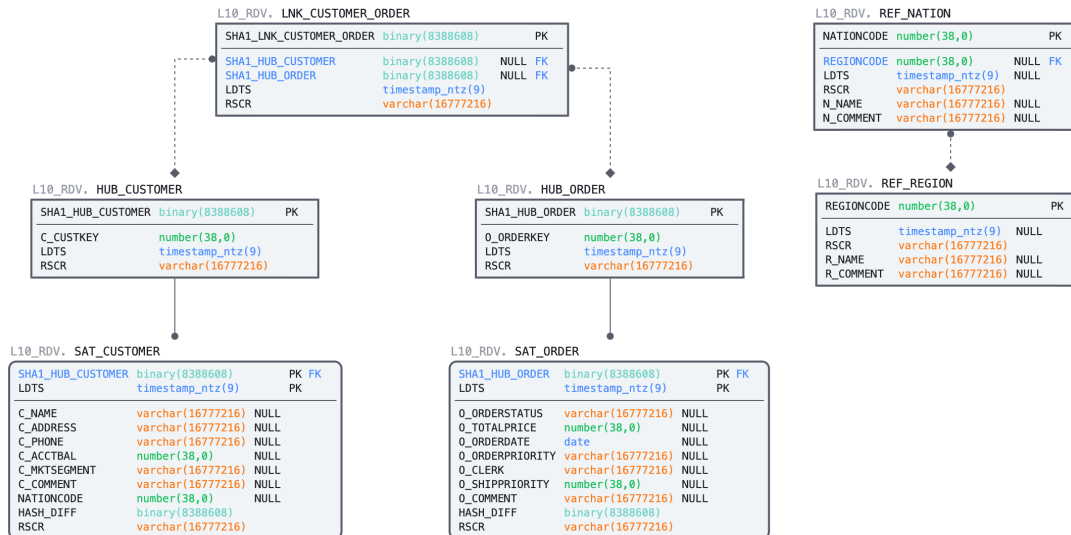 L10_RDV. LNK_CUSTOMER_ORDER
SHA1_LNK_CUSTOMER_ORDER binary(8388608) PK
SHA1_HUB_CUSTOMER binary(8388608) NULL FK
SHA1_HUB_ORDER binary(8388608) NULL FK
LDTS timestamp_ntz(9)
RSCR varchar(16777216)
L10_RDV. REF_NATION
NATIONCODE number(38,0) PK
REGIONCODE number(38,0) NULL FK
LDTS timestamp_ntz(9) NULL
RSCR varchar(16777216)
N_NAME varchar(16777216) NULL
N_COMMENT varchar(16777216) NULL
L10_RDV. HUB_CUSTOMER
SHA1_HUB_CUSTOMER binary(8388608) PK
C_CUSTKEY number(38,0)
LDTS timestamp_ntz(9)
RSCR varchar(16777216)
L10_RDV. HUB_ORDER
SHA1_HUB_ORDER binary(8388608) PK
O_ORDERKEY number(38,0)
LDTS timestamp_ntz(9)
RSCR varchar(16777216)
L10_RDV. REF_REGION
REGIONCODE number(38,0) PK
LDTS timestamp_ntz(9) NULL
RSCR varchar(16777216)
R_NAME varchar(16777216) NULL
R_COMMENT varchar(16777216) NULL
L10_RDV. SAT_CUSTOMER
SHA1_HUB_CUSTOMER binary(8388608) PK FK
LDTS timestamp_ntz(9) PK
C_NAME varchar(16777216) NULL
C_ADDRESS varchar(16777216) NULL
C_PHONE varchar(16777216) NULL
C_ACCTBAL number(38,0) NULL
C_MKTSEGMENT varchar(16777216) NULL
C_COMMENT varchar(16777216) NULL
NATIONCODE number(38,0) NULL
HASH_DIFF binary(8388608)
RSCR varchar(16777216)
L10_RDV. SAT_ORDER
SHA1_HUB_ORDER binary(8388608) PK FK
LDTS timestamp_ntz(9) PK
O_ORDERSTATUS varchar(16777216) NULL
O_TOTALPRICE number(38,0) NULL
O_ORDERDATE date NULL
O_ORDERPRIORITY varchar(16777216) NULL
O_CLERK varchar(16777216) NULL
O_SHIPPRIORITY number(38,0) NULL
O_COMMENT varchar(16777216) NULL
HASH_DIFF binary(8388608)
RSCR varchar(16777216)